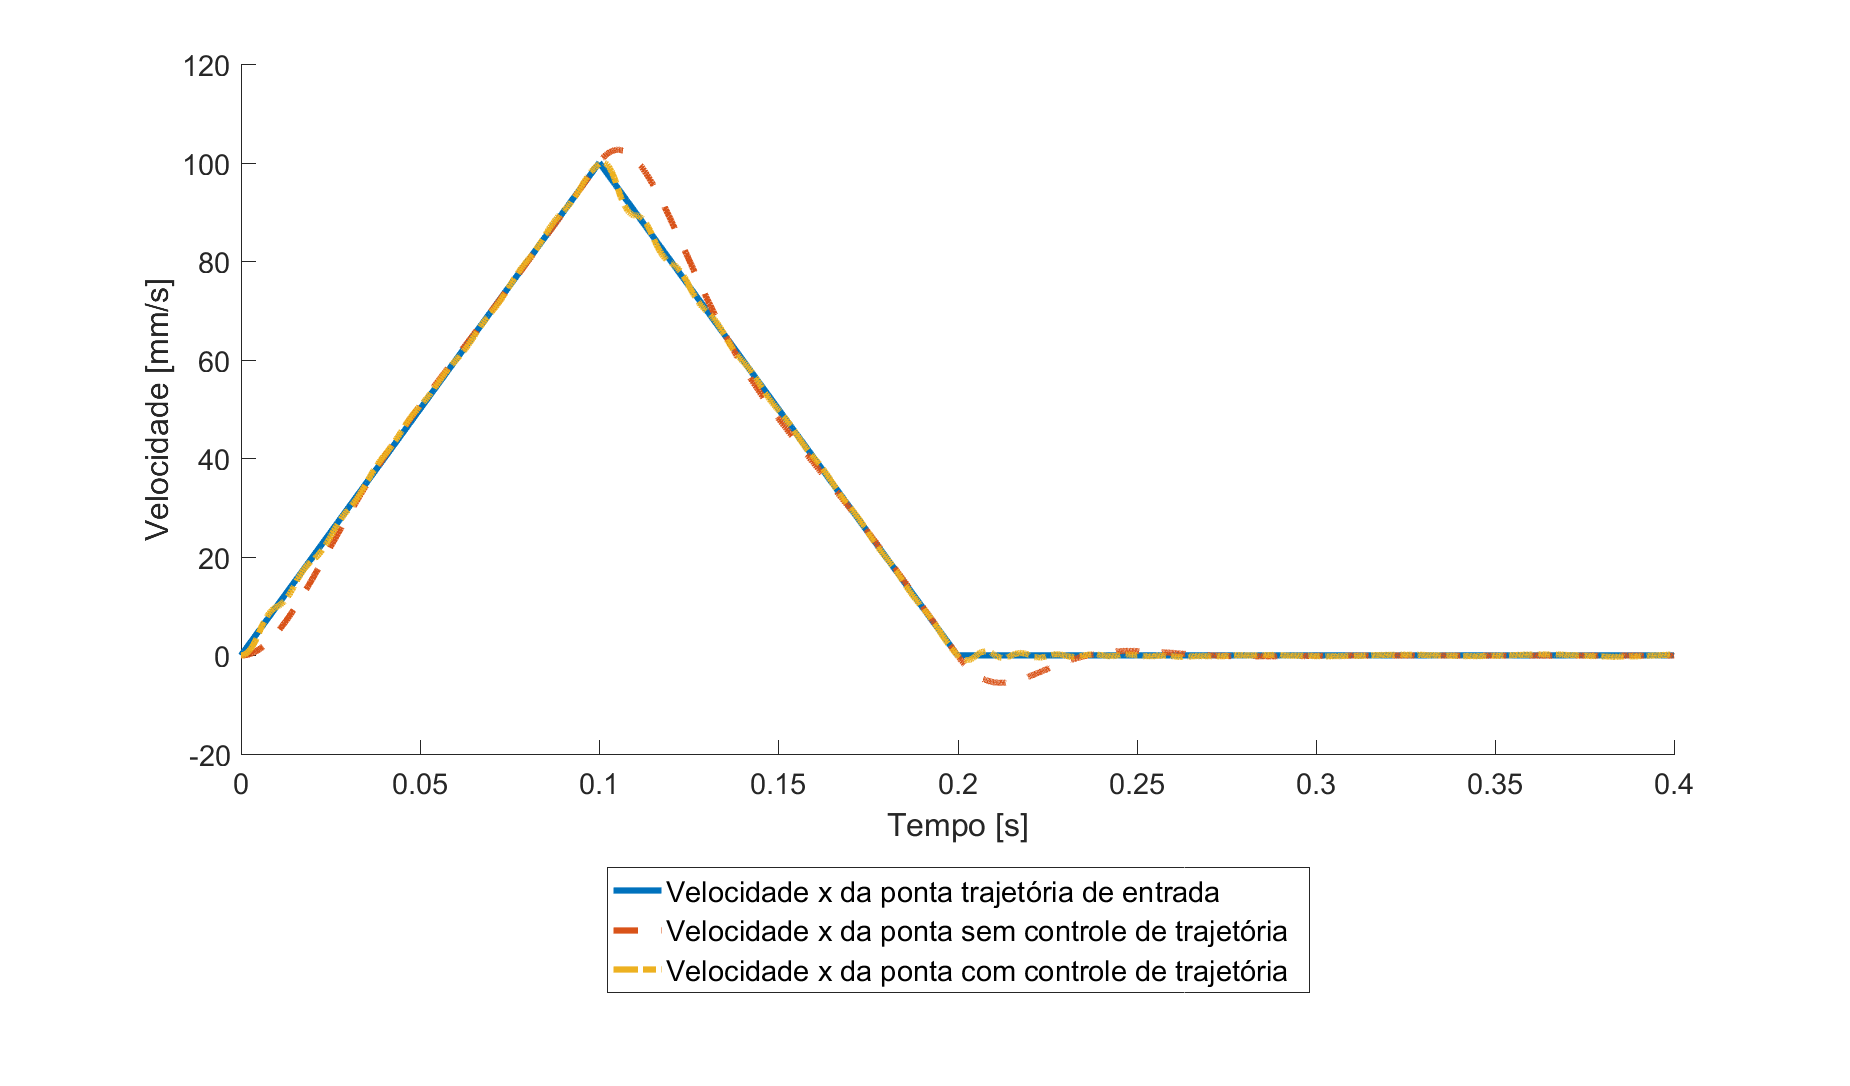 120
100
80
60
40
20
0
-20
Velocidade [mm/s]
0 0.05 0.1 0.15 0.2 0.25 0.3 0.35 0.4
Tempo [s]
Velocidade x da ponta trajetória de entrada
Velocidade x da ponta sem controle de trajetória
Velocidade x da ponta com controle de trajetória